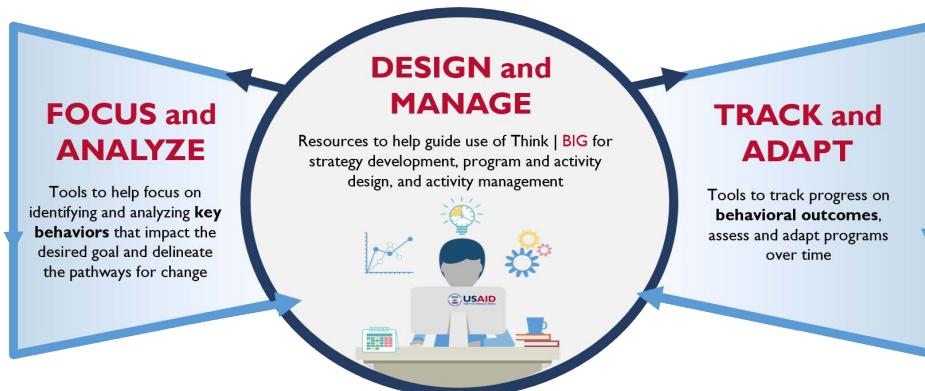 FOCUS and
ANALYZE
Tools to help focus on
identifying and analyzing key
behaviors that impact the
desired goal and delineate
the pathways for change
DESIGN and
MANAGE
Resources to help guide use of Think | BIG for
strategy development, program and activity
design, and activity management
USAID
TRACK and
ADAPT
Tools to track progress on
behavioral outcomes,
assess and adapt programs
over time